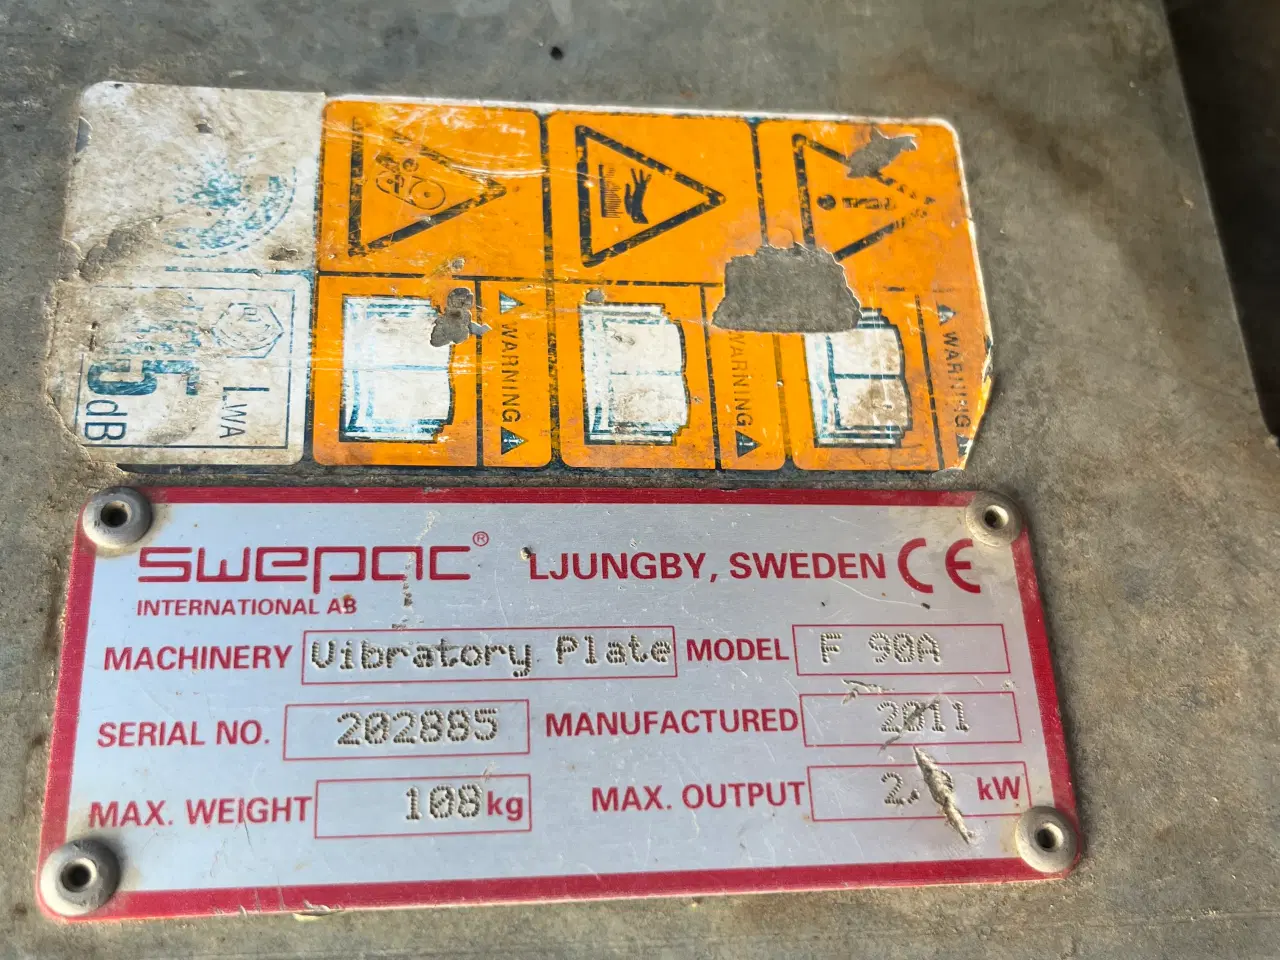 LWA
dB
WARNING
WARNING
WARNING
swepac®
INTERNATIONAL AB
LJUNGBY, SWEDEN CE
MACHINERY Vibratory Plate MODEL F 90A
SERIAL NO. 202885 MANUFACTURED 2011
MAX. WEIGHT 108 kg MAX. OUTPUT kW